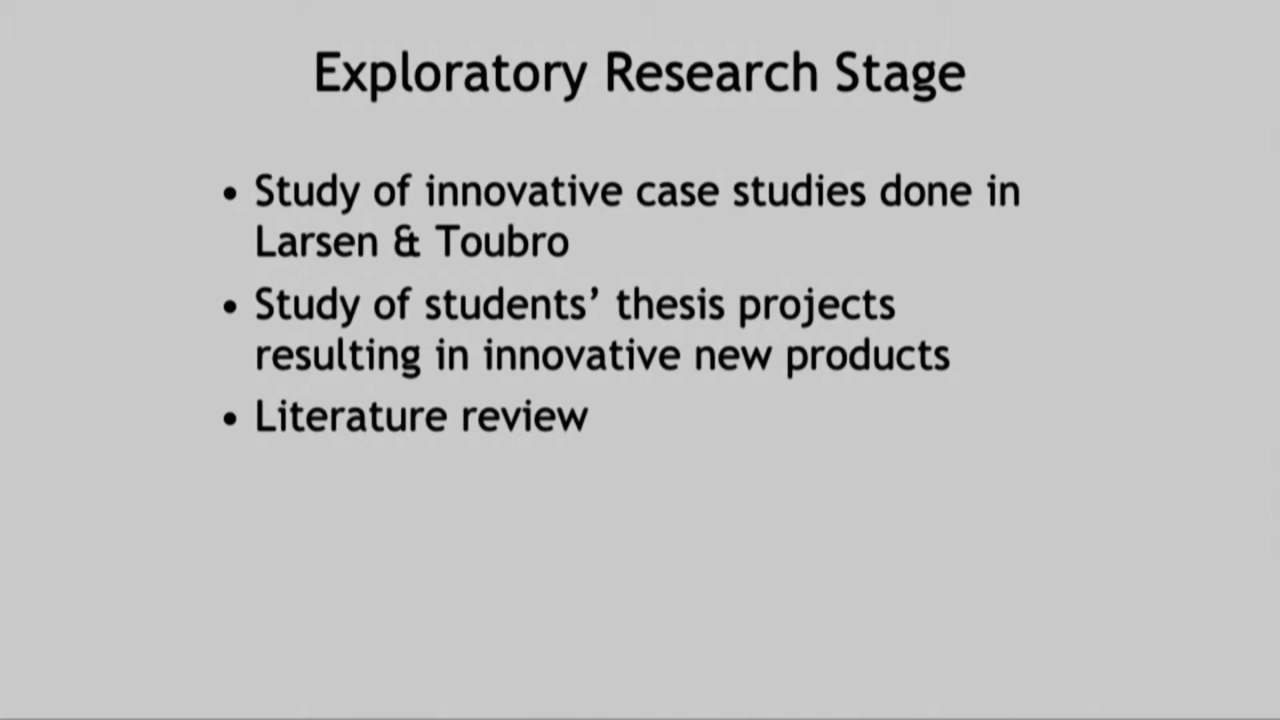 Exploratory Research Stage
• Study of innovative case studies done in
Larsen & Toubro
• Study of students’ thesis projects
resulting in innovative new products
• Literature review